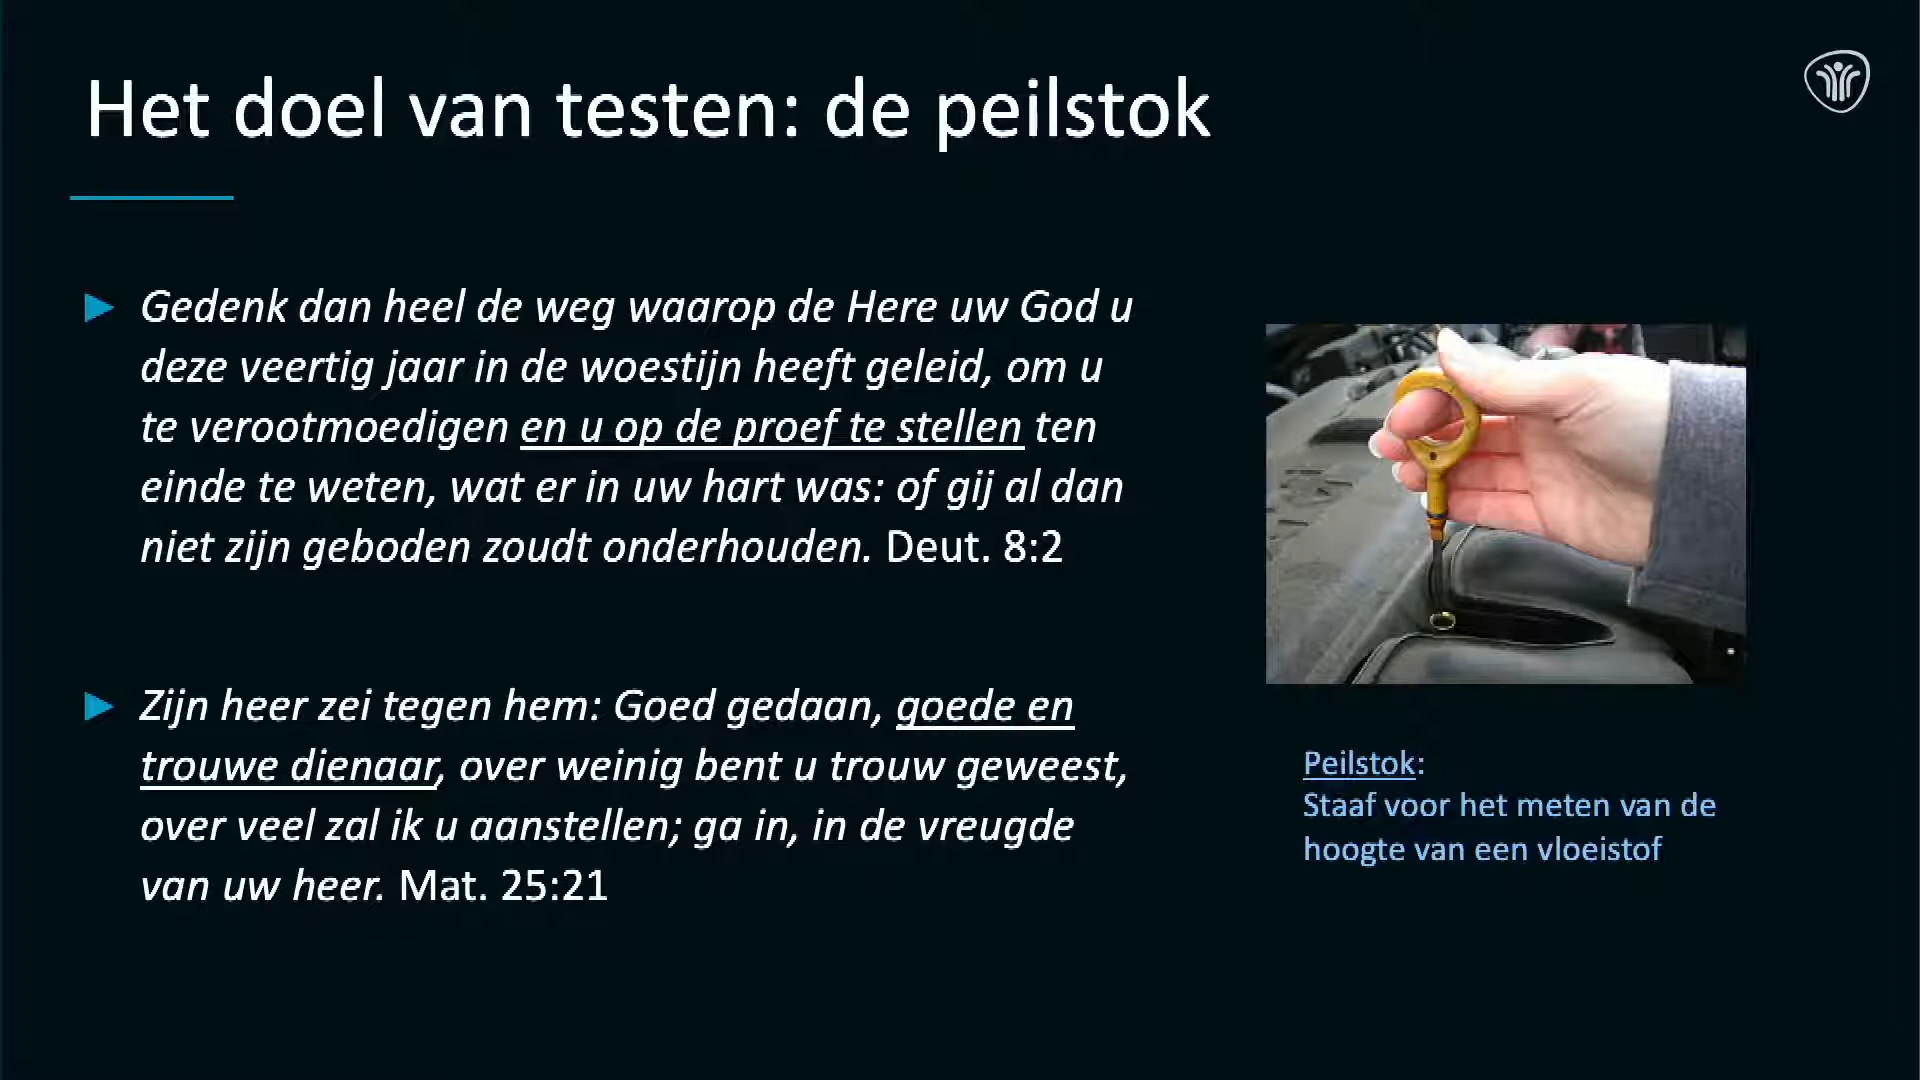 Het doel van testen: de peilstok
Gedenk dan heel de weg waarop de Here uw God u
deze veertig jaar in de woestijn heeft geleid, om u
te verootmoedigen en u op de proef te stellen ten
einde te weten, wat er in uw hart was: of gij al dan
niet zijn geboden zoudt onderhouden. Deut. 8:2
Zijn heer zei tegen hem: Goed gedaan, goede en
trouwe dienaar, over weinig bent u trouw geweest,
over veel zal ik u aanstellen; ga in, in de vreugde
van uw heer. Mat. 25:21
Peilstok:
Staaf voor het meten van de
hoogte van een vloeistof